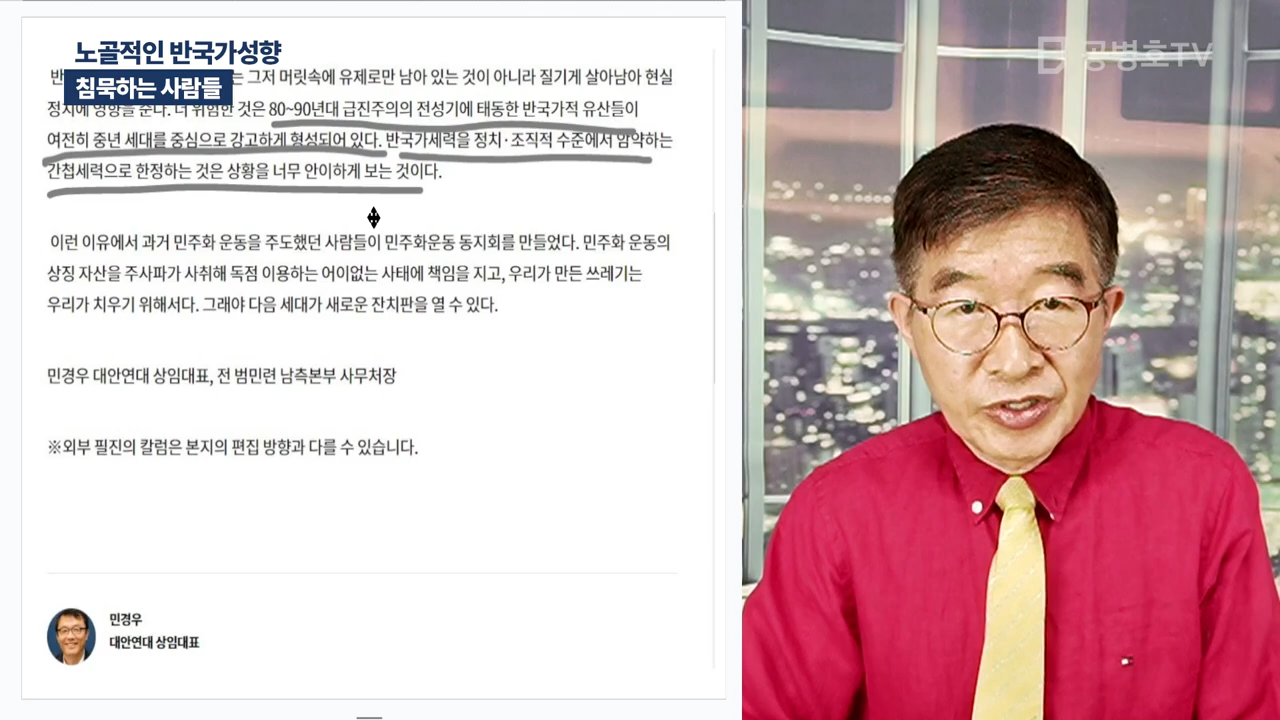 노골적인 반국가성향
침묵하는 사람들
공병호TV
그저 머릿속에 유제로만 남아 있는 것이 아니라 질기게 살아남아 현실
정치에 영향을 준다. 더 위험한 것은 80~90년대 급진주의의 전성기에 태동한 반국가적 유산들이
여전히 중년 세대를 중심으로 강고하게 형성되어 있다. 반국가세력을 정치·조직적 수준에서 암약하는
간첩세력으로 한정하는 것은 상황을 너무 안이하게 보는 것이다.
이런 이유에서 과거 민주화 운동을 주도했던 사람들이 민주화운동 동지회를 만들었다. 민주화 운동의
상징 자산을 주사파가 사취해 독점 이용하는 어이없는 사태에 책임을 지고, 우리가 만든 쓰레기는
우리가 치우기 위해서다. 그래야 다음 세대가 새로운 잔치판을 열 수 있다.
민경우 대안연대 상임대표, 전 범민련 남측본부 사무처장
※외부 필진의 칼럼은 본지의 편집 방향과 다를 수 있습니다.
민경우
대안연대 상임대표